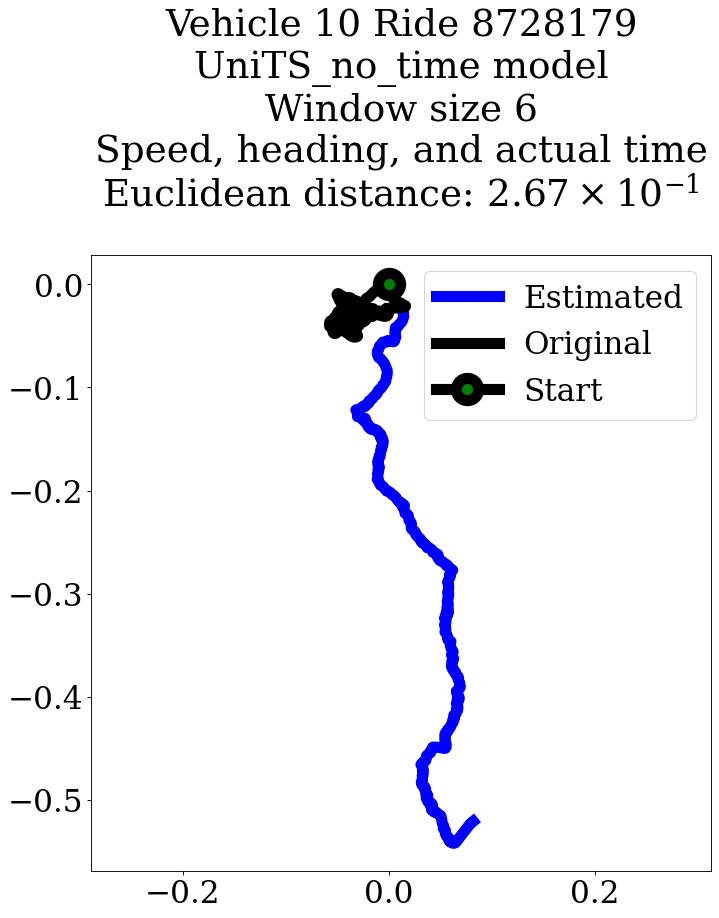 Vehicle 10 Ride 8728179
UniTS_no_time model
Window size 6
Speed, heading, and actual time
Euclidean distance: 2.67 × 10⁻¹
Estimated
Original
Start
0.0
−0.1
−0.2
−0.3
−0.4
−0.5
−0.2
0.0
0.2